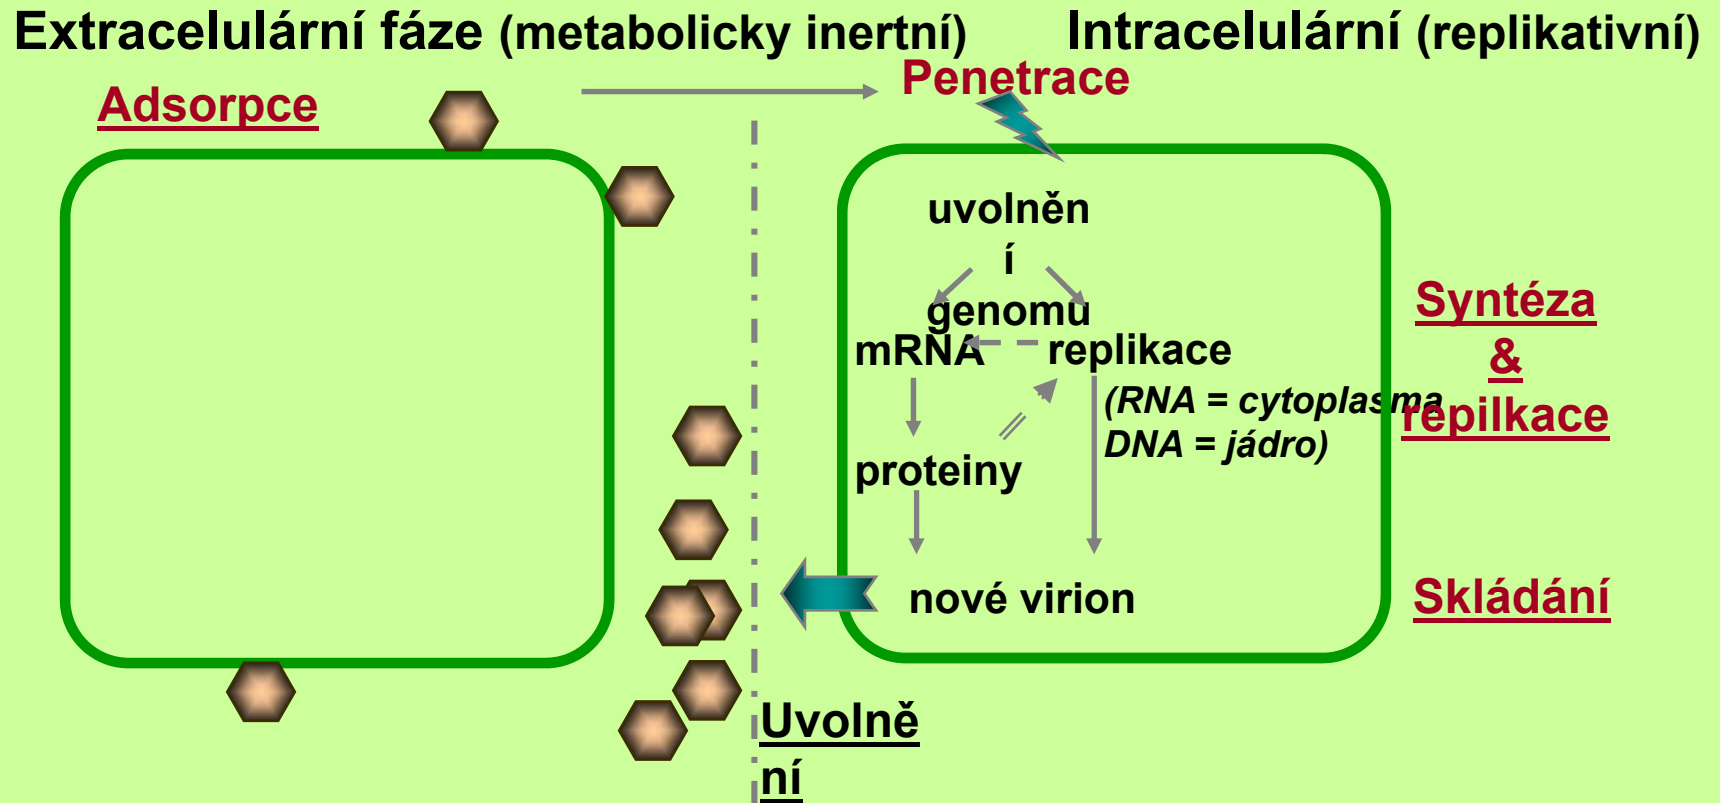 Extracelulární fáze (metabolicky inertní)
Intracelulární (replikativní)
Adsorpce
Penetrace
uvolněn
í
genomu
mRNA
replikace
(RNA = cytoplasma
DNA = jádro)
proteiny
nové virion
Syntéza
&
repilkace
Skládání
Uvolně
ní